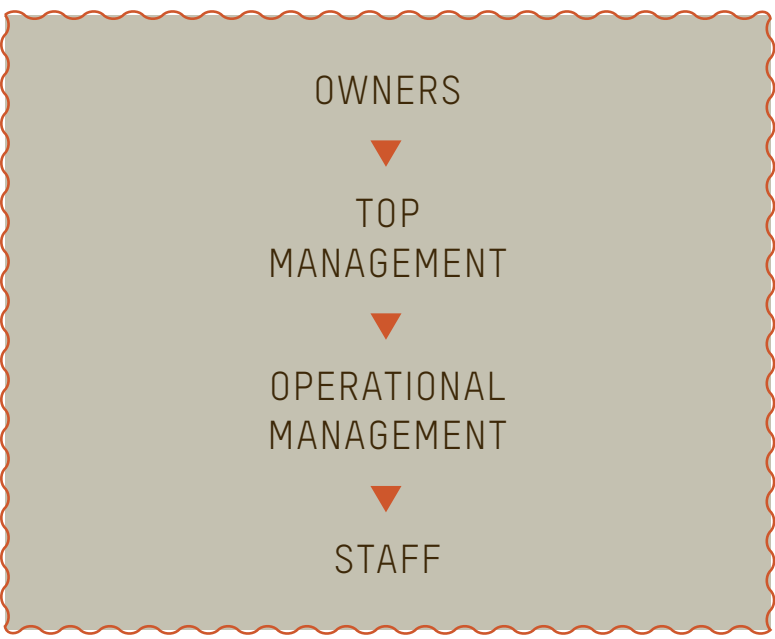 OWNERS
TOP
MANAGEMENT
OPERATIONAL
MANAGEMENT
STAFF